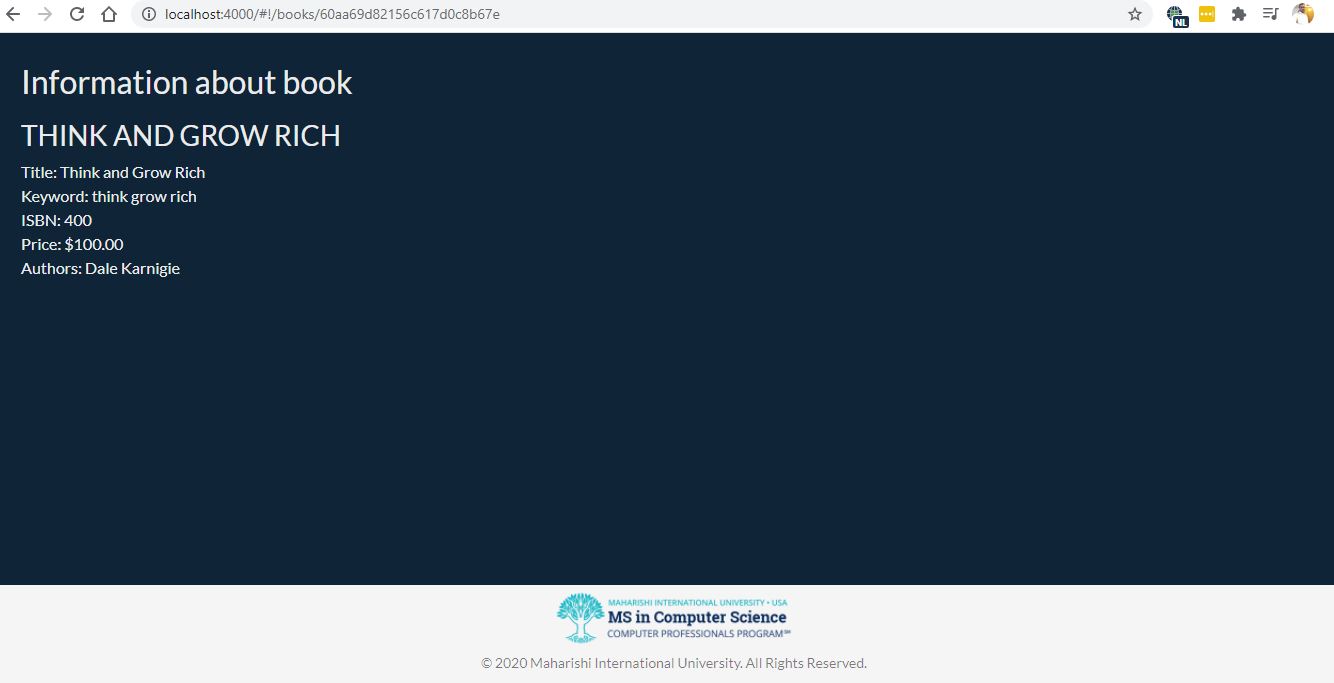 localhost:4000/#!/books/60aa69d82156c617d0c8b67e
NL
Information about book
THINK AND GROW RICH
Title: Think and Grow Rich
Keyword: think grow rich
ISBN: 400
Price: $100.00
Authors: Dale Karnigie
MAHARISHI INTERNATIONAL UNIVERSITY • USA
MS in Computer Science
COMPUTER PROFESSIONALS PROGRAM℠
© 2020 Maharishi International University. All Rights Reserved.